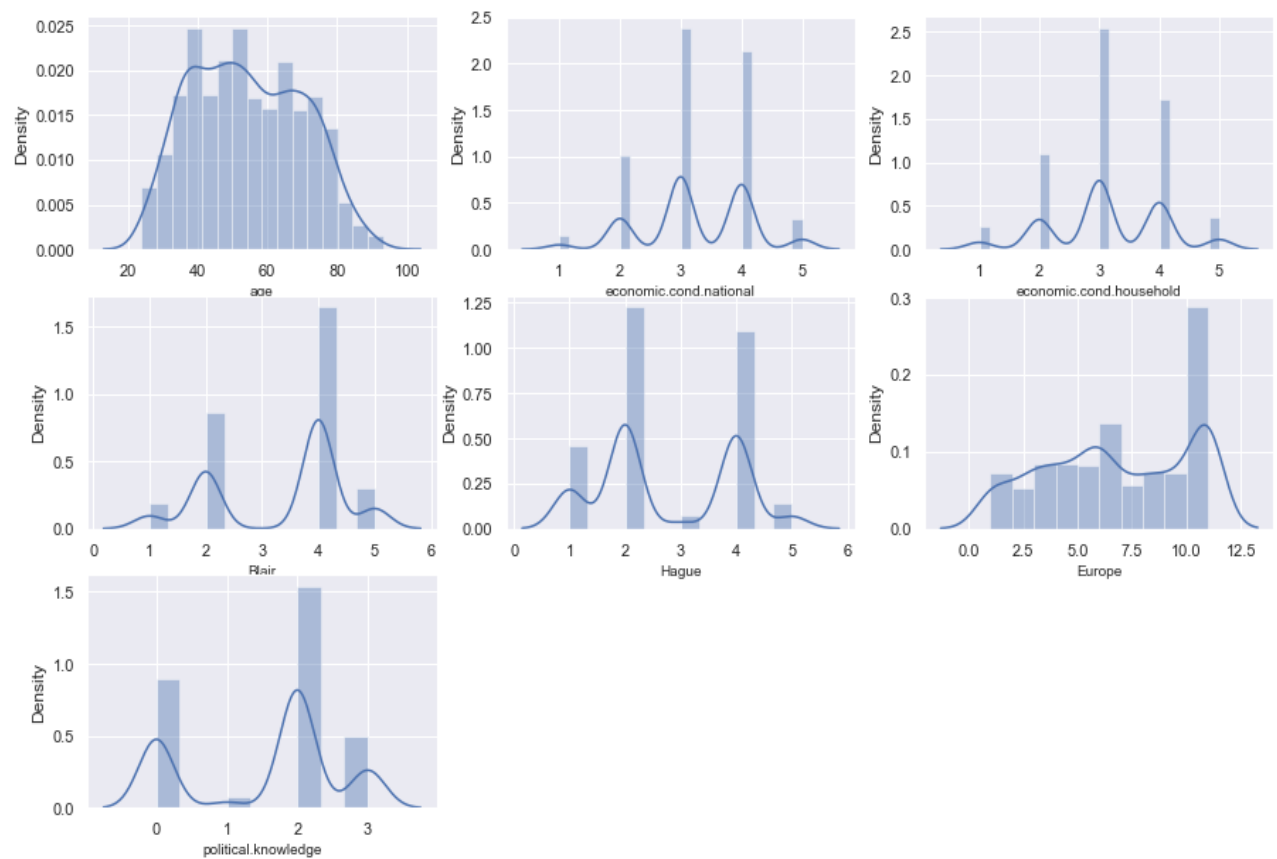 0.025
0.020
0.015
0.010
0.005
0.000
Density
20 40 60 80 100
age
2.5
2.0
1.5
1.0
0.5
0.0
Density
1 2 3 4 5
economic.cond.national
2.5
2.0
1.5
1.0
0.5
0.0
Density
1 2 3 4 5
economic.cond.household
1.5
1.0
0.5
0.0
Density
0 1 2 3 4 5 6
Blair
1.25
1.00
0.75
0.50
0.25
0.00
Density
0 1 2 3 4 5 6
Hague
0.3
0.2
0.1
0.0
Density
0.0 2.5 5.0 7.5 10.0 12.5
Europe
1.5
1.0
0.5
0.0
Density
0 1 2 3
political.knowledge